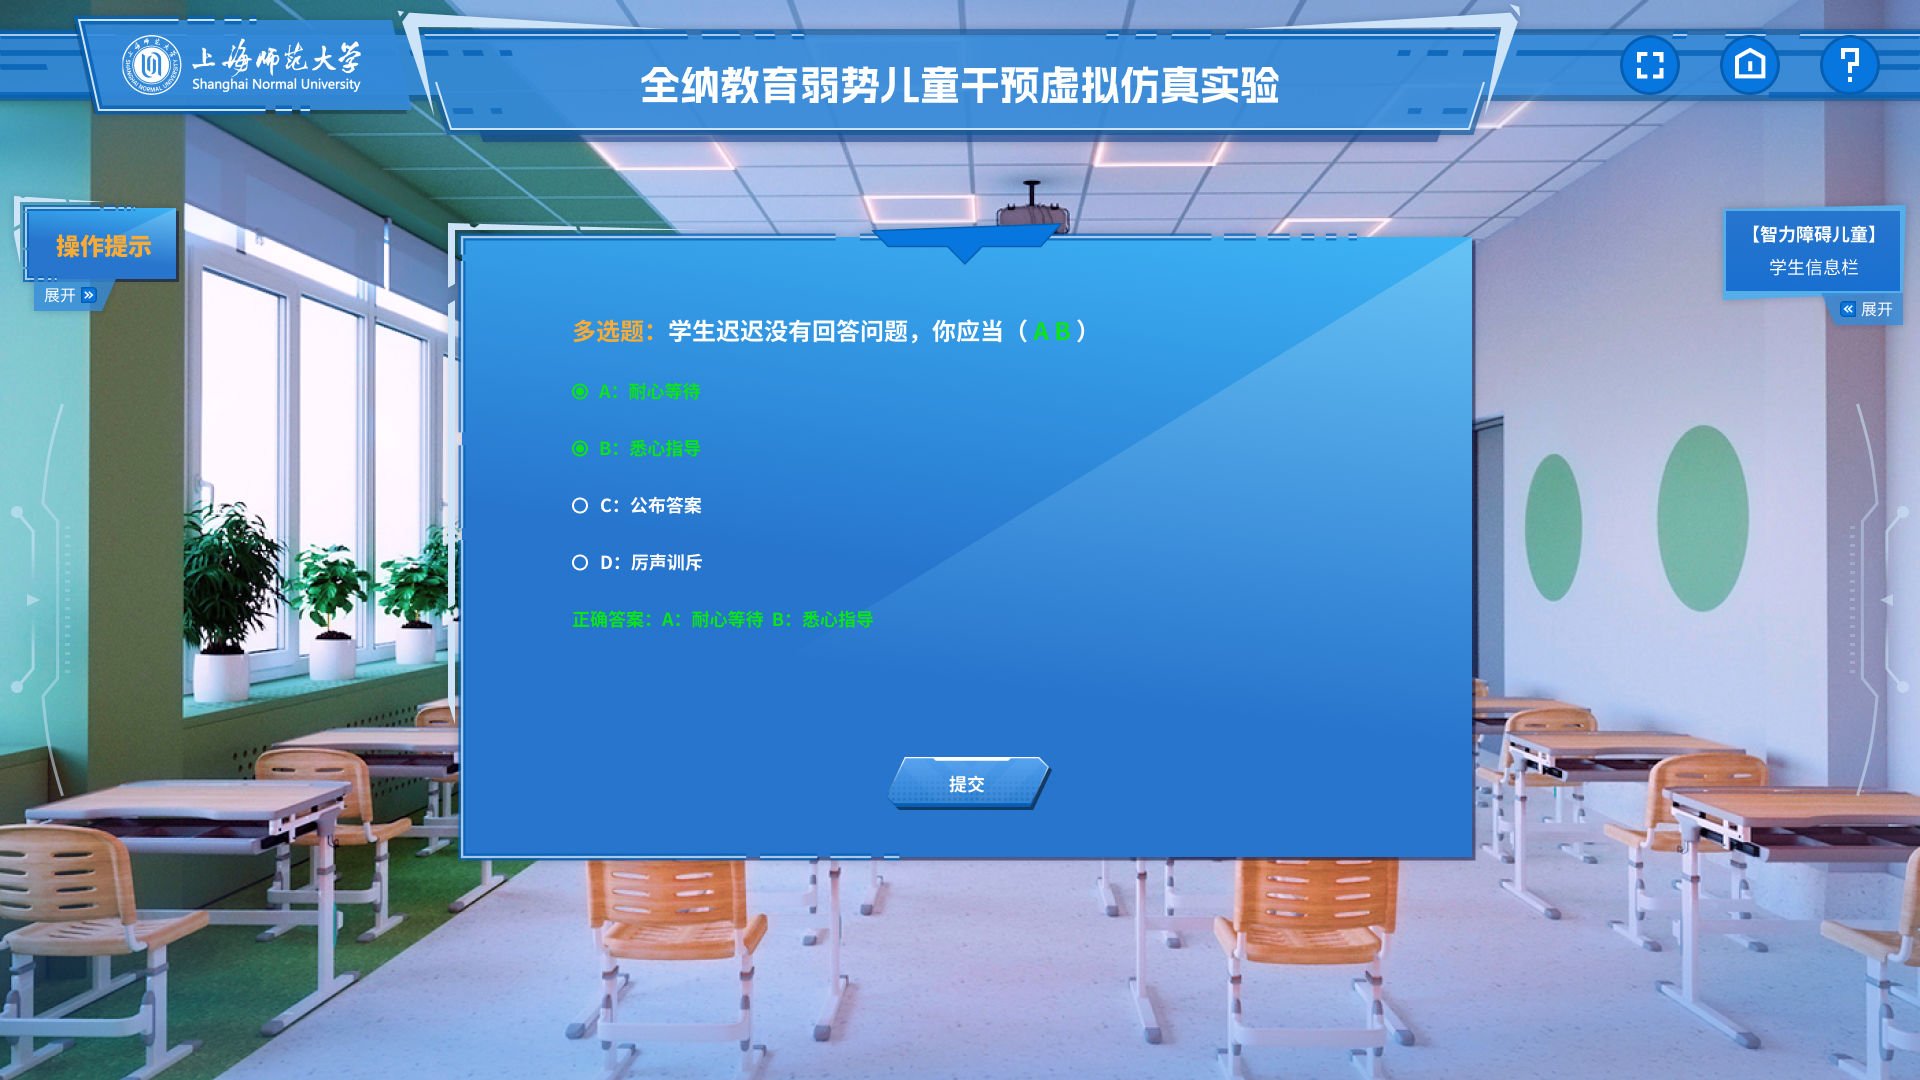 上海师范大学
Shanghai Normal University
全纳教育弱势儿童干预虚拟仿真实验
操作提示
展开
【智力障碍儿童】
学生信息栏
展开
多选题：学生迟迟没有回答问题，你应当（ A B ）
A：耐心等待
B：悉心指导
C：公布答案
D：厉声训斥
正确答案：A：耐心等待 B：悉心指导
提交